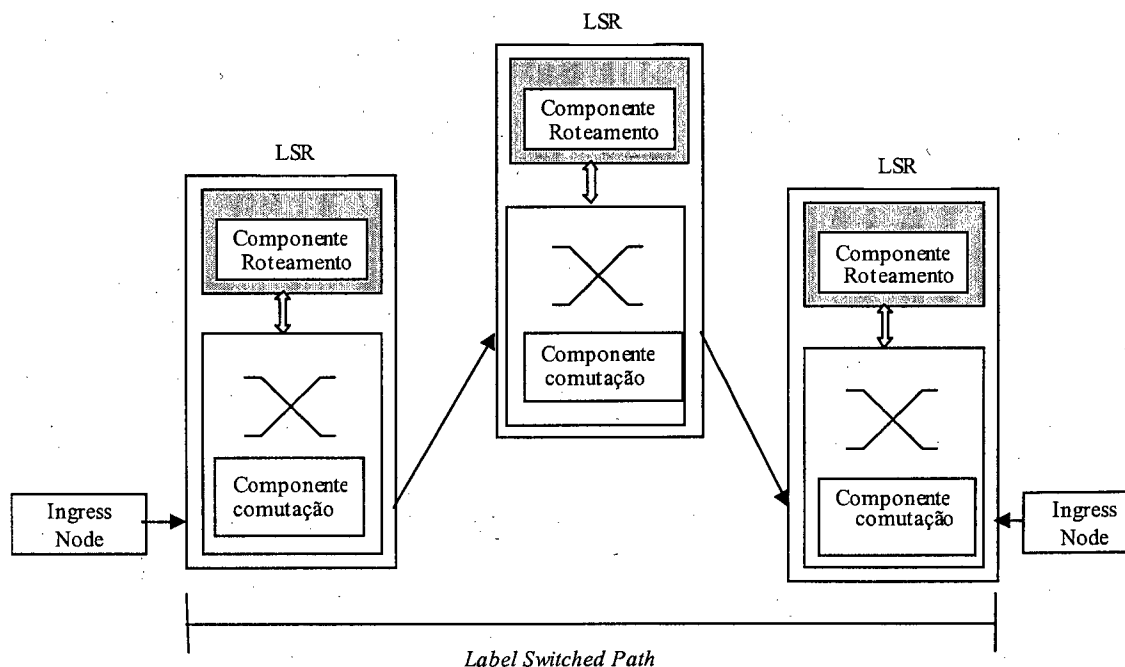 LSR
Componente
Roteamento
Componente
comutação
LSR
Componente
Roteamento
Componente
comutação
LSR
Componente
Roteamento
Componente
comutação
Ingress
Node
Ingress
Node
Label Switched Path